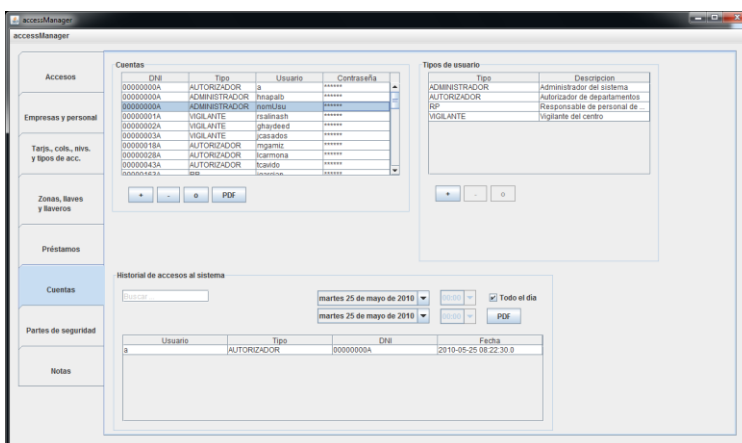 accessManager
accessManager
Accesos
Empresas y personal
Tarjs., cols., nivs.
y tipos de acc.
Zonas, llaves
y llaveros
Préstamos
Cuentas
Partes de seguridad
Notas
Cuentas
DNI Tipo Usuario Contraseña
00000000A AUTORIZADOR a ******
00000000A ADMINISTRADOR hnapalb ******
00000000A ADMINISTRADOR nomUsu ******
00000001A VIGILANTE rsalinash ******
00000002A VIGILANTE ghaydeed ******
00000003A VIGILANTE jcasados ******
00000018A AUTORIZADOR mgamiz ******
00000028A AUTORIZADOR lcarmona ******
00000043A AUTORIZADOR tcavido ******
RP
+ - o PDF
Tipos de usuario
Tipo Descripcion
ADMINISTRADOR Administrador del sistema
AUTORIZADOR Autorizador de departamentos
RP Responsable de personal de ...
VIGILANTE Vigilante del centro
+ - o
Historial de accesos al sistema
Buscar...
martes 25 de mayo de 2010 00:00 Todo el dia
martes 25 de mayo de 2010 00:00 PDF
Usuario Tipo DNI Fecha
a AUTORIZADOR 00000000A 2010-05-25 08:22:30.0